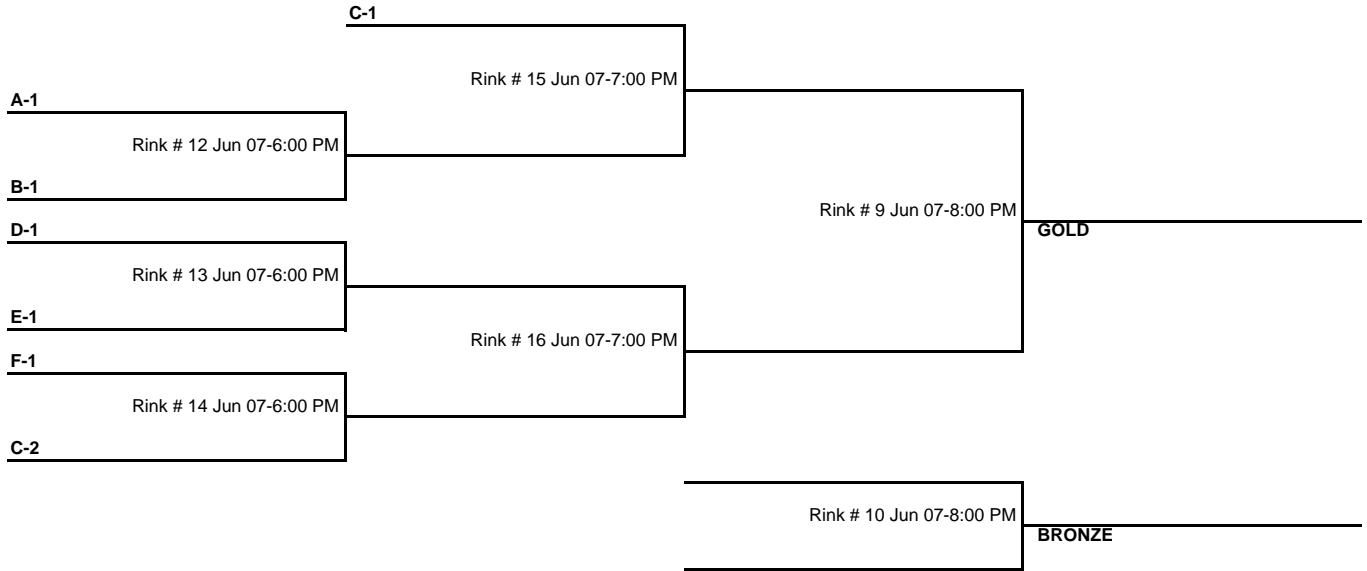 C-1
Rink # 15 Jun 07-7:00 PM
A-1
Rink # 12 Jun 07-6:00 PM
B-1
Rink # 9 Jun 07-8:00 PM
D-1
GOLD
Rink # 13 Jun 07-6:00 PM
E-1
Rink # 16 Jun 07-7:00 PM
F-1
Rink # 14 Jun 07-6:00 PM
C-2
Rink # 10 Jun 07-8:00 PM
BRONZE